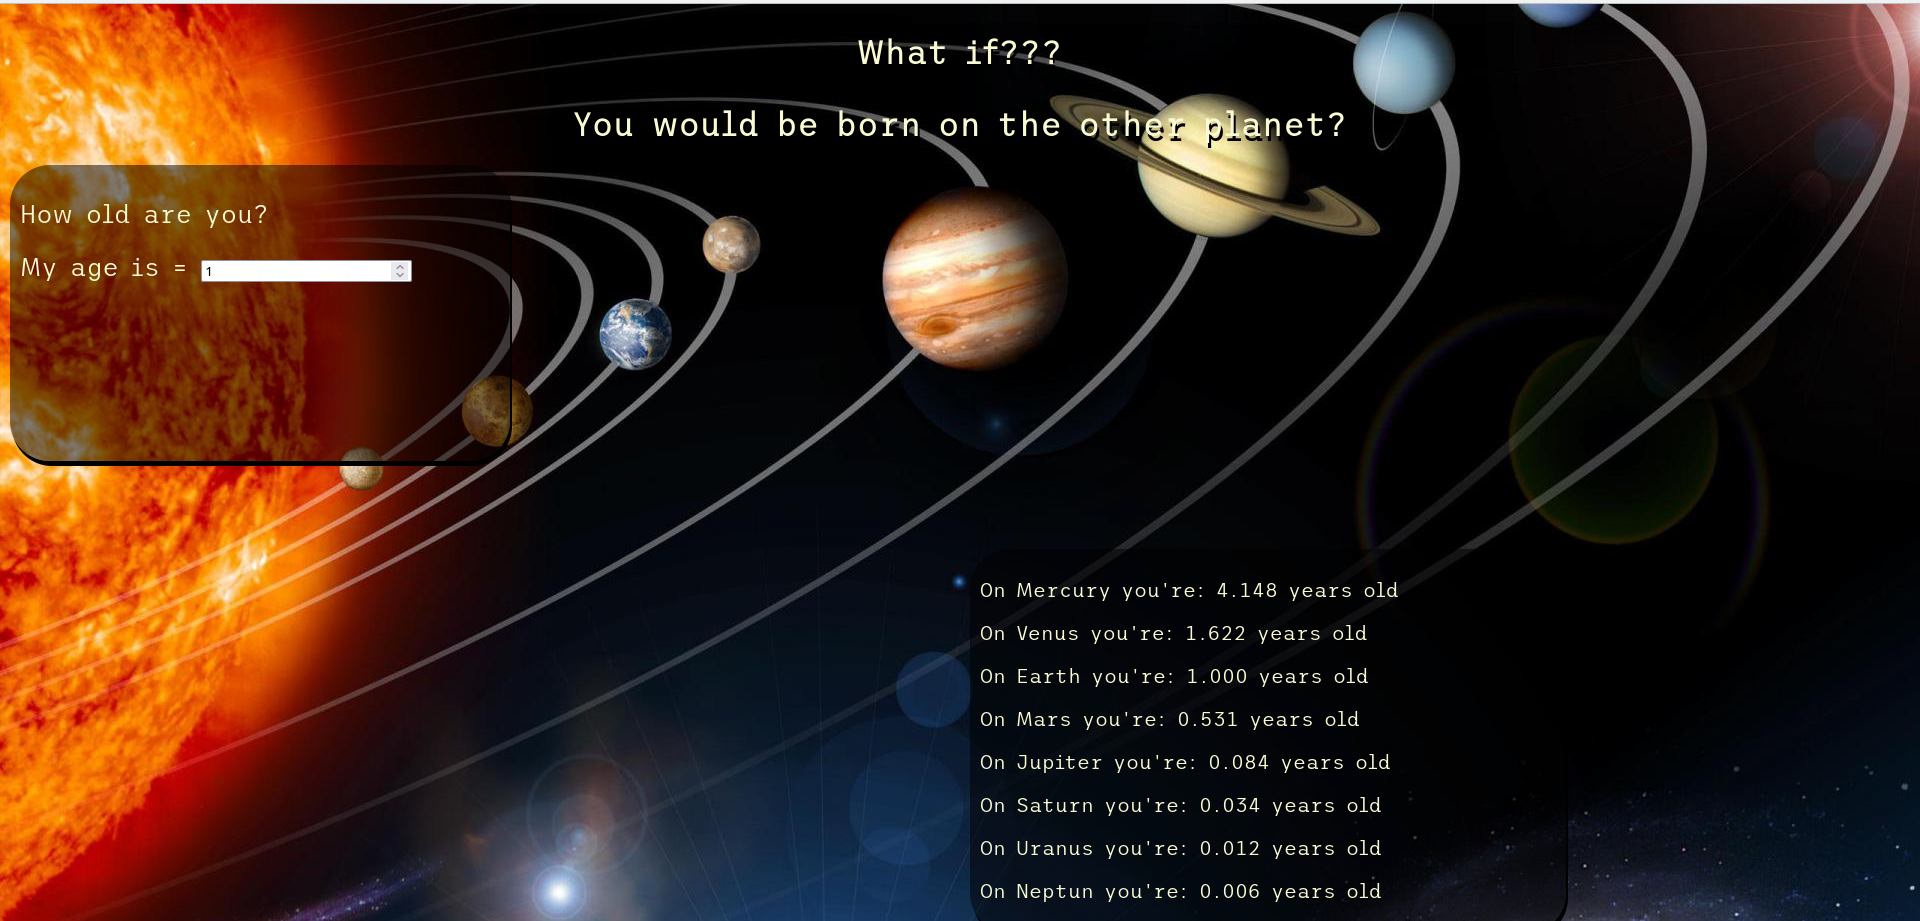 What if???
You would be born on the other planet?
How old are you?
My age is = 1
On Mercury you're: 4.148 years old
On Venus you're: 1.622 years old
On Earth you're: 1.000 years old
On Mars you're: 0.531 years old
On Jupiter you're: 0.084 years old
On Saturn you're: 0.034 years old
On Uranus you're: 0.012 years old
On Neptun you're: 0.006 years old